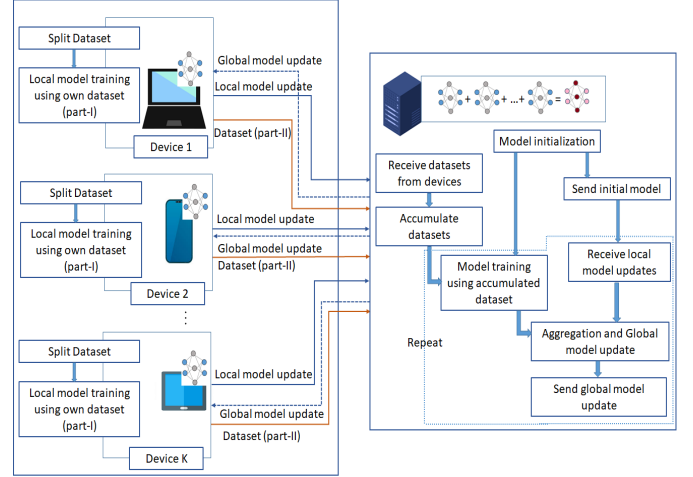 Split Dataset
Local model training
using own dataset
(part-I)
Device 1
Global model update
Local model update
Dataset (part-II)
Split Dataset
Local model training
using own dataset
(part-I)
Device 2
Local model update
Global model update
Dataset (part-II)
⋮
Split Dataset
Local model training
using own dataset
(part-I)
Device K
Local model update
Global model update
Dataset (part-II)
+ + ... + =
Model initialization
Receive datasets
from devices
Send initial model
Accumulate
datasets
Model training
using accumulated
dataset
Receive local
model updates
Repeat
Aggregation and Global
model update
Send global model
update